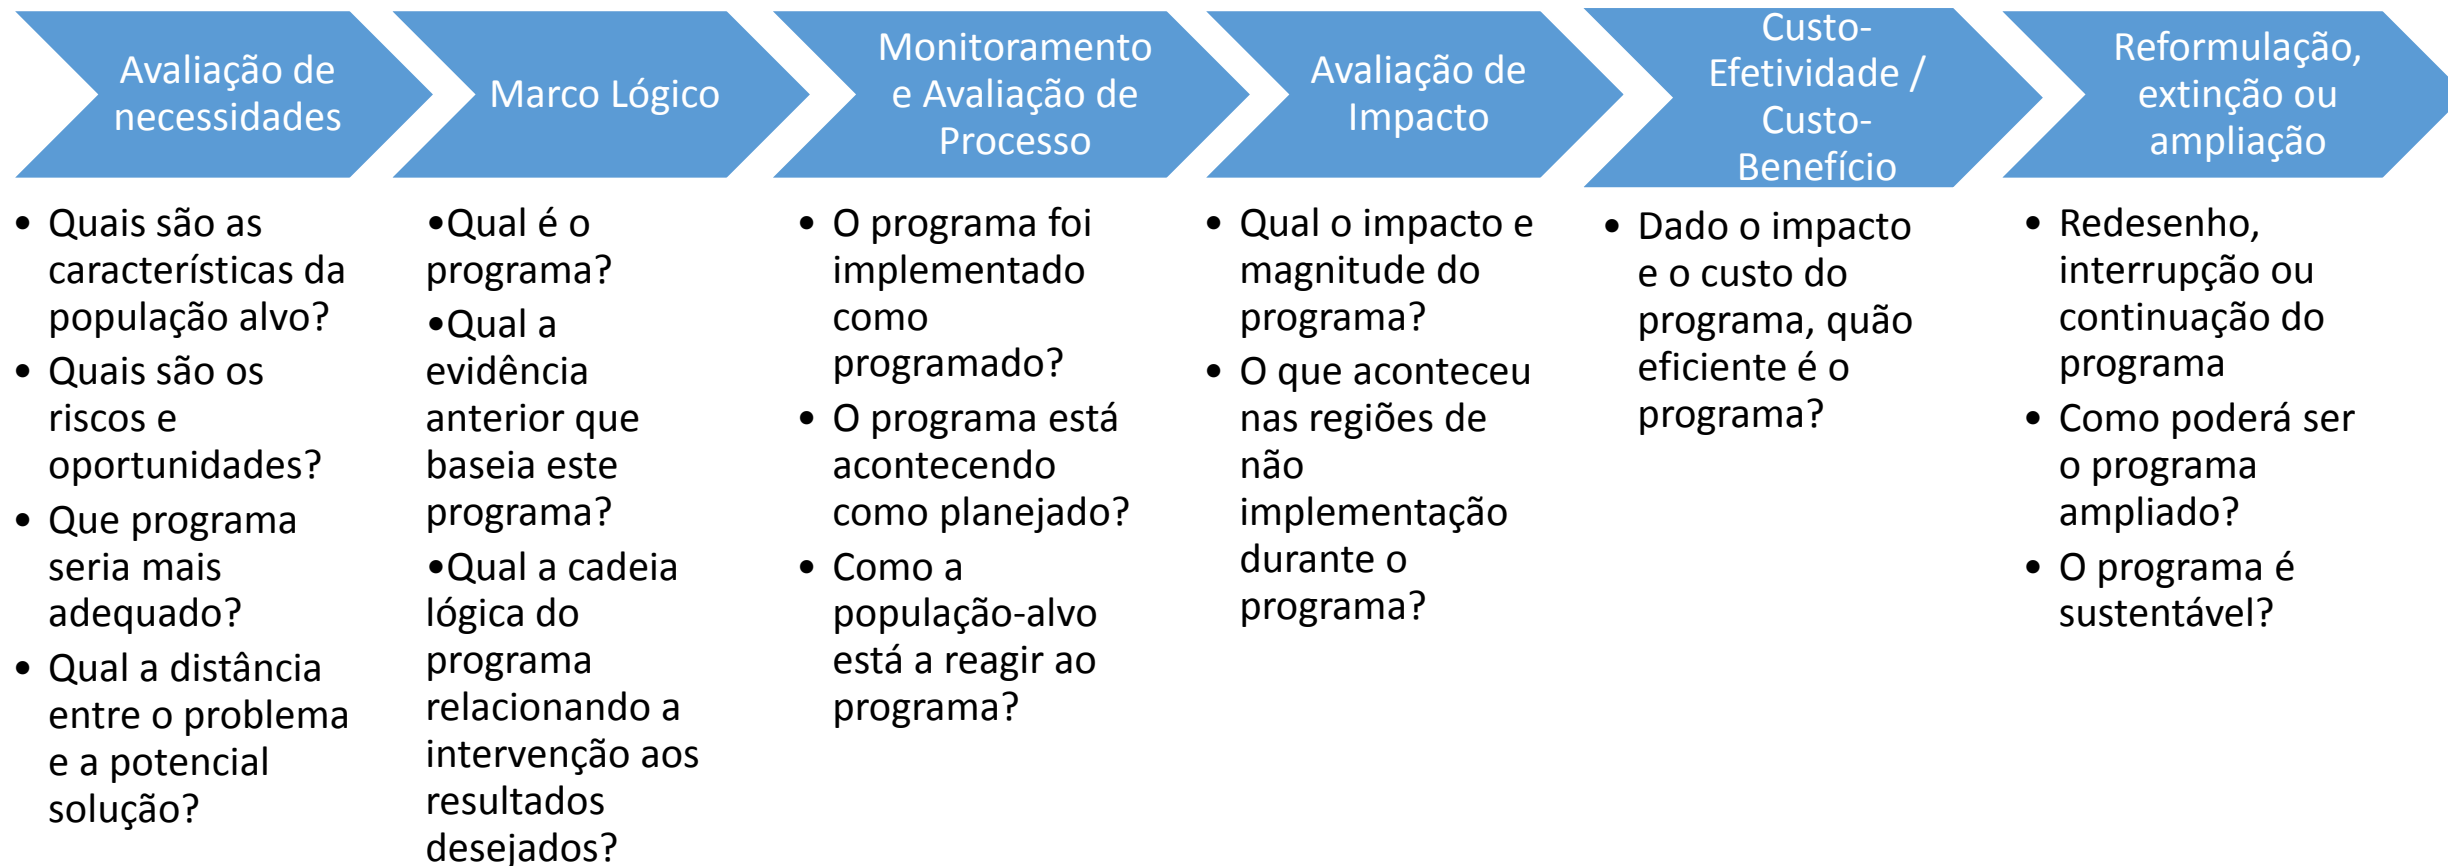 Avaliação de
necessidades
Marco Lógico
Monitoramento
e Avaliação de
Processo
Avaliação de
Impacto
Custo-
Efetividade /
Custo-
Benefício
Reformulação,
extinção ou
ampliação
• Quais são as
características da
população alvo?
• Quais são os
riscos e
oportunidades?
• Que programa
seria mais
adequado?
• Qual a distância
entre o problema
e a potencial
solução?
•Qual é o
programa?
•Qual a
evidência
anterior que
baseia este
programa?
•Qual a cadeia
lógica do
programa
relacionando a
intervenção aos
resultados
desejados?
• O programa foi
implementado
como
programado?
• O programa está
acontecendo
como planejado?
• Como a
população-alvo
está a reagir ao
programa?
• Qual o impacto e
magnitude do
programa?
• O que aconteceu
nas regiões de
não
implementação
durante o
programa?
• Dado o impacto
e o custo do
programa, quão
eficiente é o
programa?
• Redesenho,
interrupção ou
continuação do
programa
• Como poderá ser
o programa
ampliado?
• O programa é
sustentável?